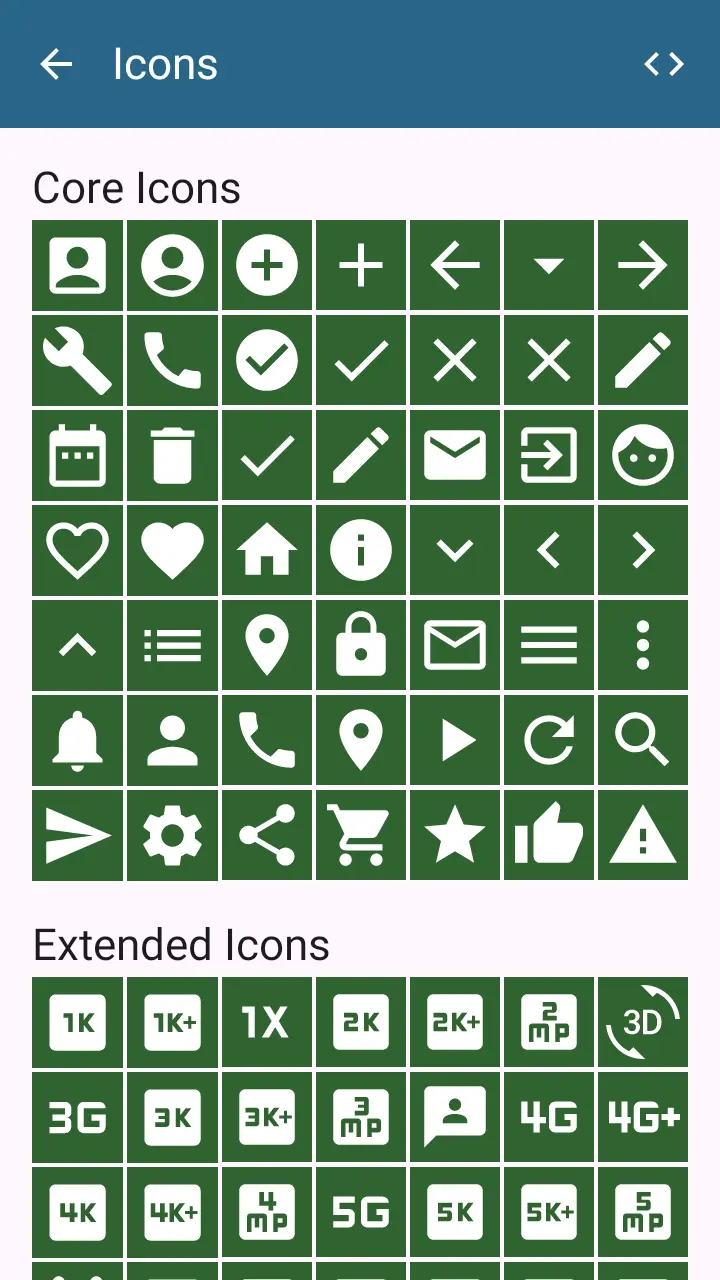 Icons
Core Icons
Extended Icons
1K 1K+ 1X 2K 2K+ 2 MP 3D
3G 3K 3K+ 3 MP 4G 4G+
4K 4K+ 4 MP 5G 5K 5K+ 5 MP